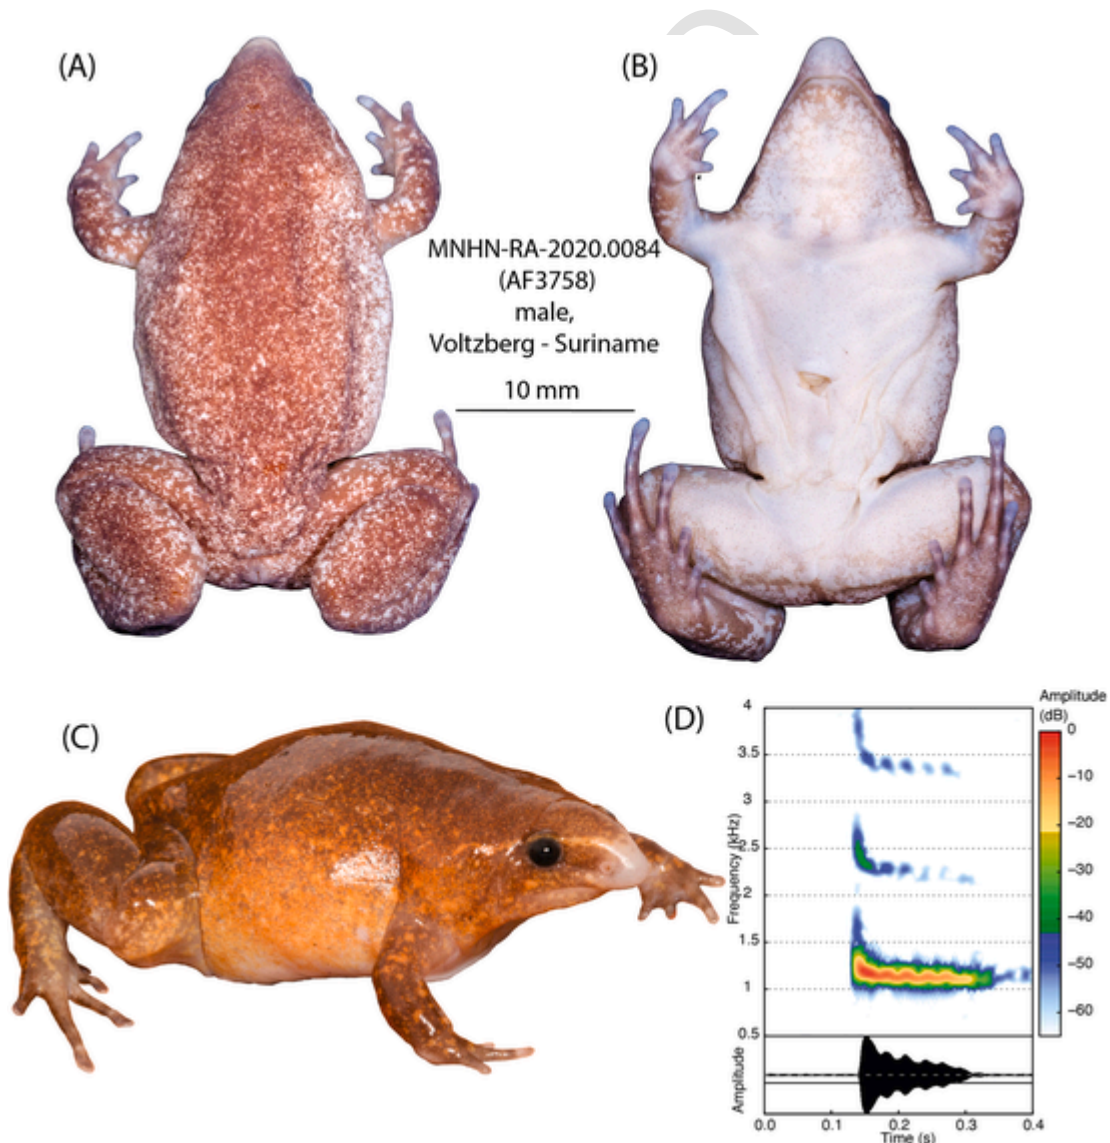 (A)
(B)
MNHN-RA-2020.0084
(AF3758)
male,
Voltzberg - Suriname
10 mm
(C)
(D)
Amplitude
(dB)
0
−10
−20
−30
−40
−50
−60
4
3.5
3
2.5
2
1.5
1
0.5
Frequency (kHz)
Amplitude
0.0 0.1 0.2 0.3 0.4
Time (s)